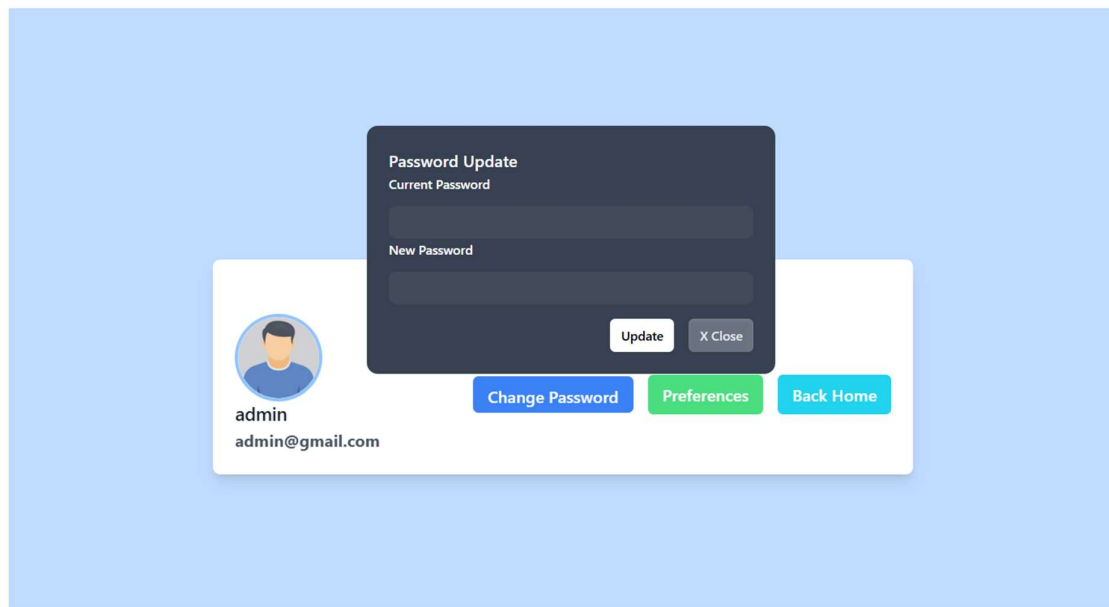 Password Update
Current Password
New Password
Update X Close
Change Password Preferences Back Home
admin
admin@gmail.com